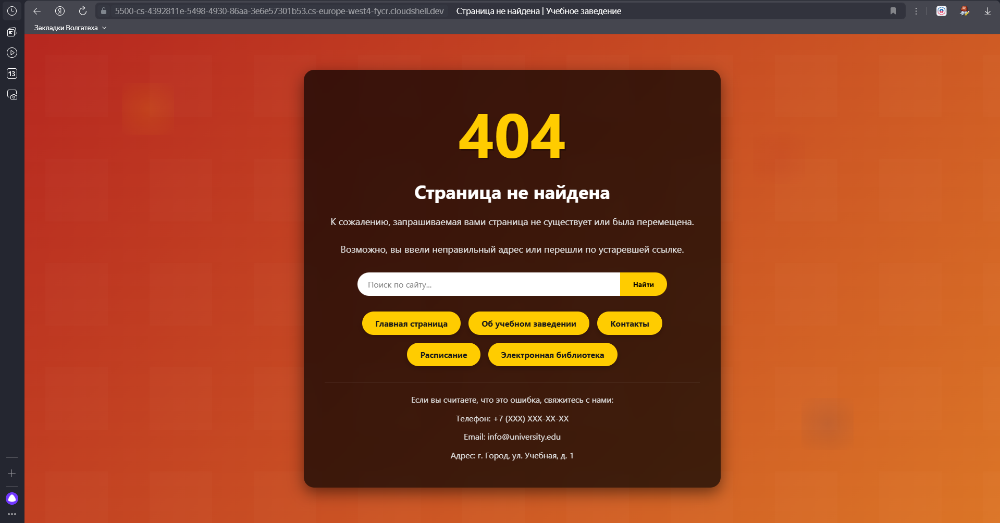 5500-cs-4392811e-5498-4930-86aa-3e6e57301b53.cs-europe-west4-fycr.cloudshell.dev Страница не найдена | Учебное заведение
Закладки Волгатеха
13
404
Страница не найдена
К сожалению, запрашиваемая вами страница не существует или была перемещена.
Возможно, вы ввели неправильный адрес или перешли по устаревшей ссылке.
Поиск по сайту... Найти
Главная страница Об учебном заведении Контакты
Расписание Электронная библиотека
Если вы считаете, что это ошибка, свяжитесь с нами:
Телефон: +7 (XXX) XXX-XX-XX
Email: info@university.edu
Адрес: г. Город, ул. Учебная, д. 1